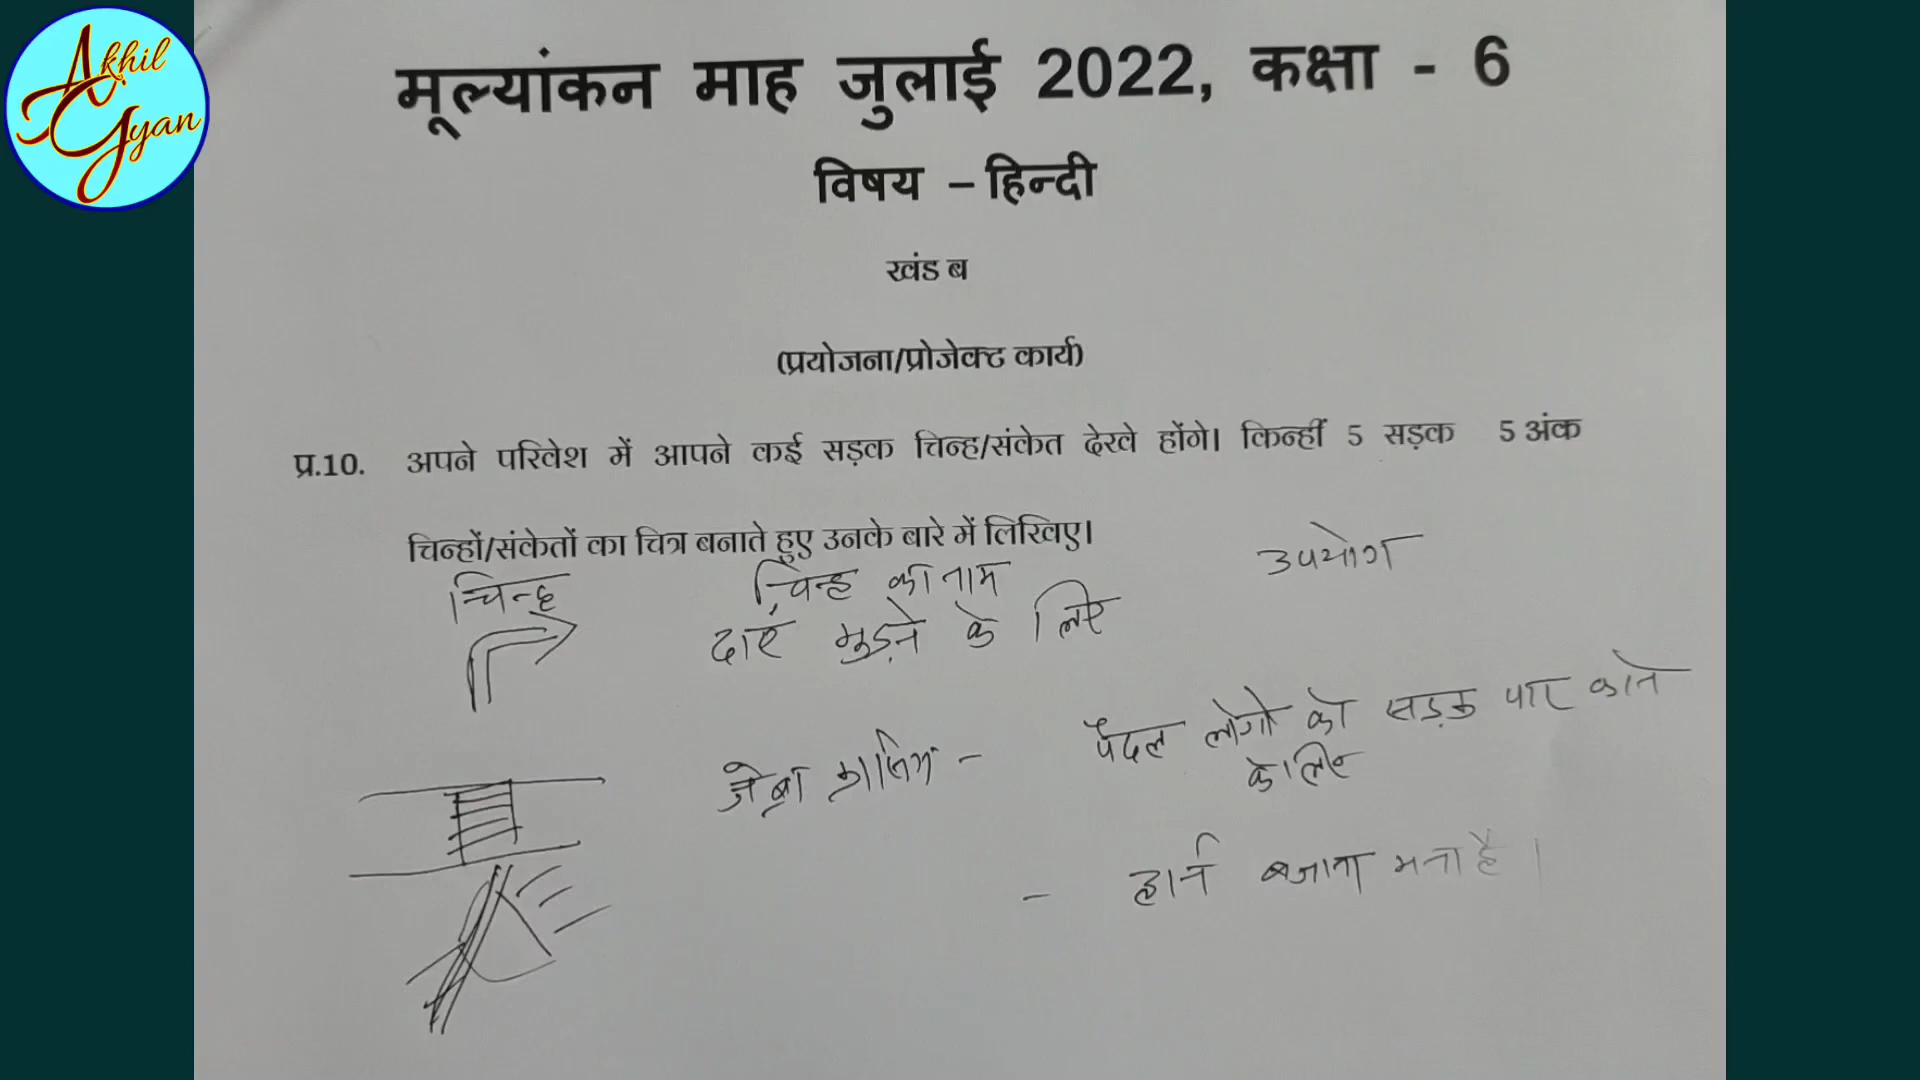 Akhil
Gyan
मूल्यांकन माह जुलाई 2022, कक्षा - 6
विषय – हिन्दी
खंड ब
(प्रयोजना/प्रोजेक्ट कार्य)
प्र.10. अपने परिवेश में आपने कई सड़क चिन्ह/संकेत देखे होंगे। किन्हीं 5 सड़क 5 अंक
चिन्हों/संकेतों का चित्र बनाते हुए उनके बारे में लिखिए।
चिन्ह चिन्ह का नाम उपयोग
दाएं मुड़ने के लिए
जेब्रा क्रासिंग – पैदल लोगो को सड़क पार करने
के लिए
– हार्न बजाना मना है।